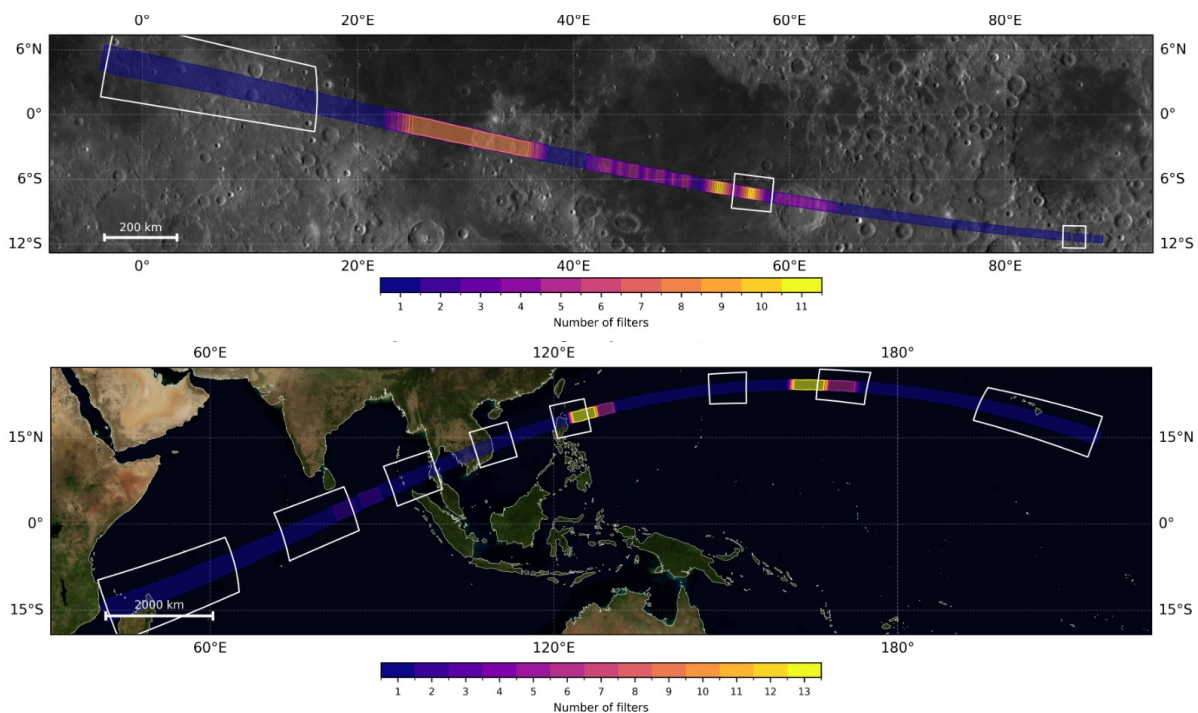 0° 20°E 40°E 60°E 80°E
6°N 6°N
0° 0°
6°S 6°S
200 km
12°S 12°S
0° 20°E 40°E 60°E 80°E
1 2 3 4 5 6 7 8 9 10 11
Number of filters
60°E 120°E 180°
15°N 15°N
0° 0°
2000 km
15°S 15°S
60°E 120°E 180°
1 2 3 4 5 6 7 8 9 10 11 12 13
Number of filters